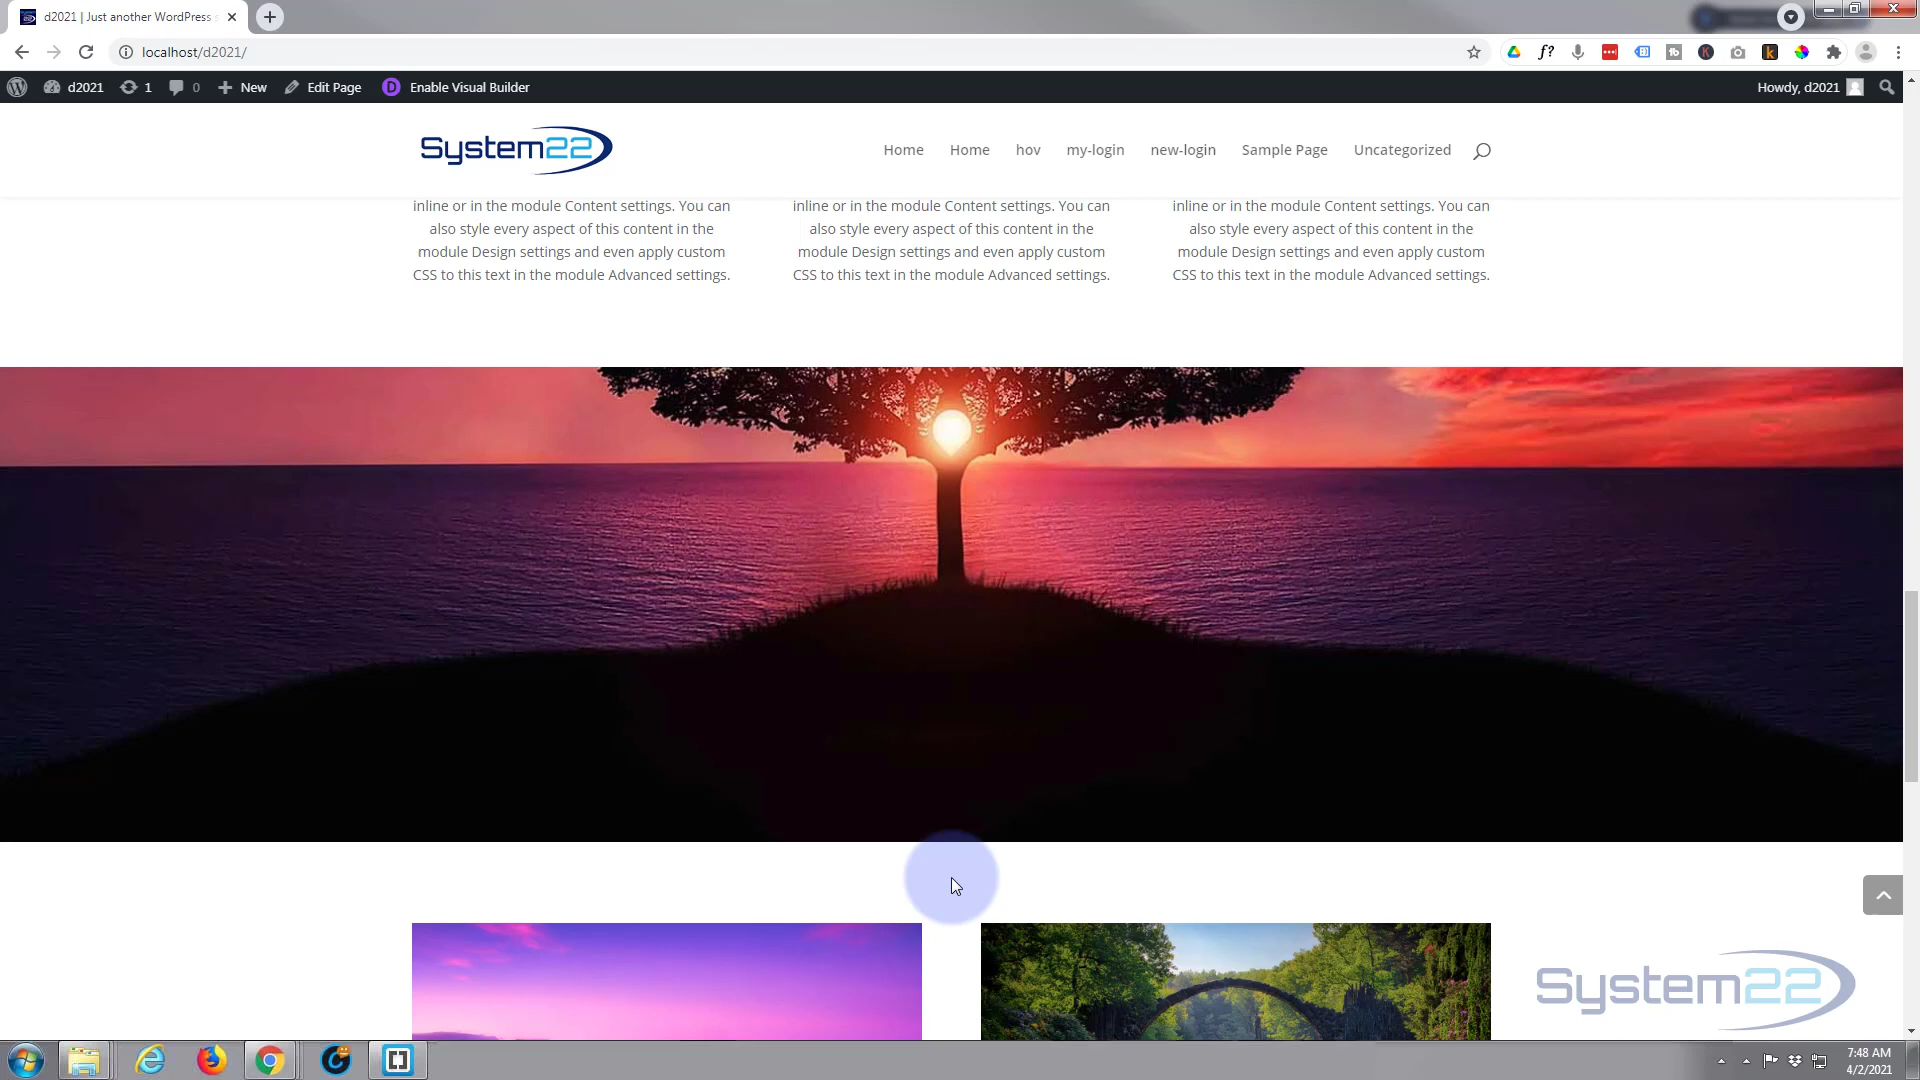 d2021 | Just another WordPress s
localhost/d2021/
d2021
1
0
New
Edit Page
Enable Visual Builder
Howdy, d2021
System22
Home
Home
hov
my-login
new-login
Sample Page
Uncategorized
inline or in the module Content settings. You can
also style every aspect of this content in the
module Design settings and even apply custom
CSS to this text in the module Advanced settings.
inline or in the module Content settings. You can
also style every aspect of this content in the
module Design settings and even apply custom
CSS to this text in the module Advanced settings.
inline or in the module Content settings. You can
also style every aspect of this content in the
module Design settings and even apply custom
CSS to this text in the module Advanced settings.
System22
7:48 AM
4/2/2021